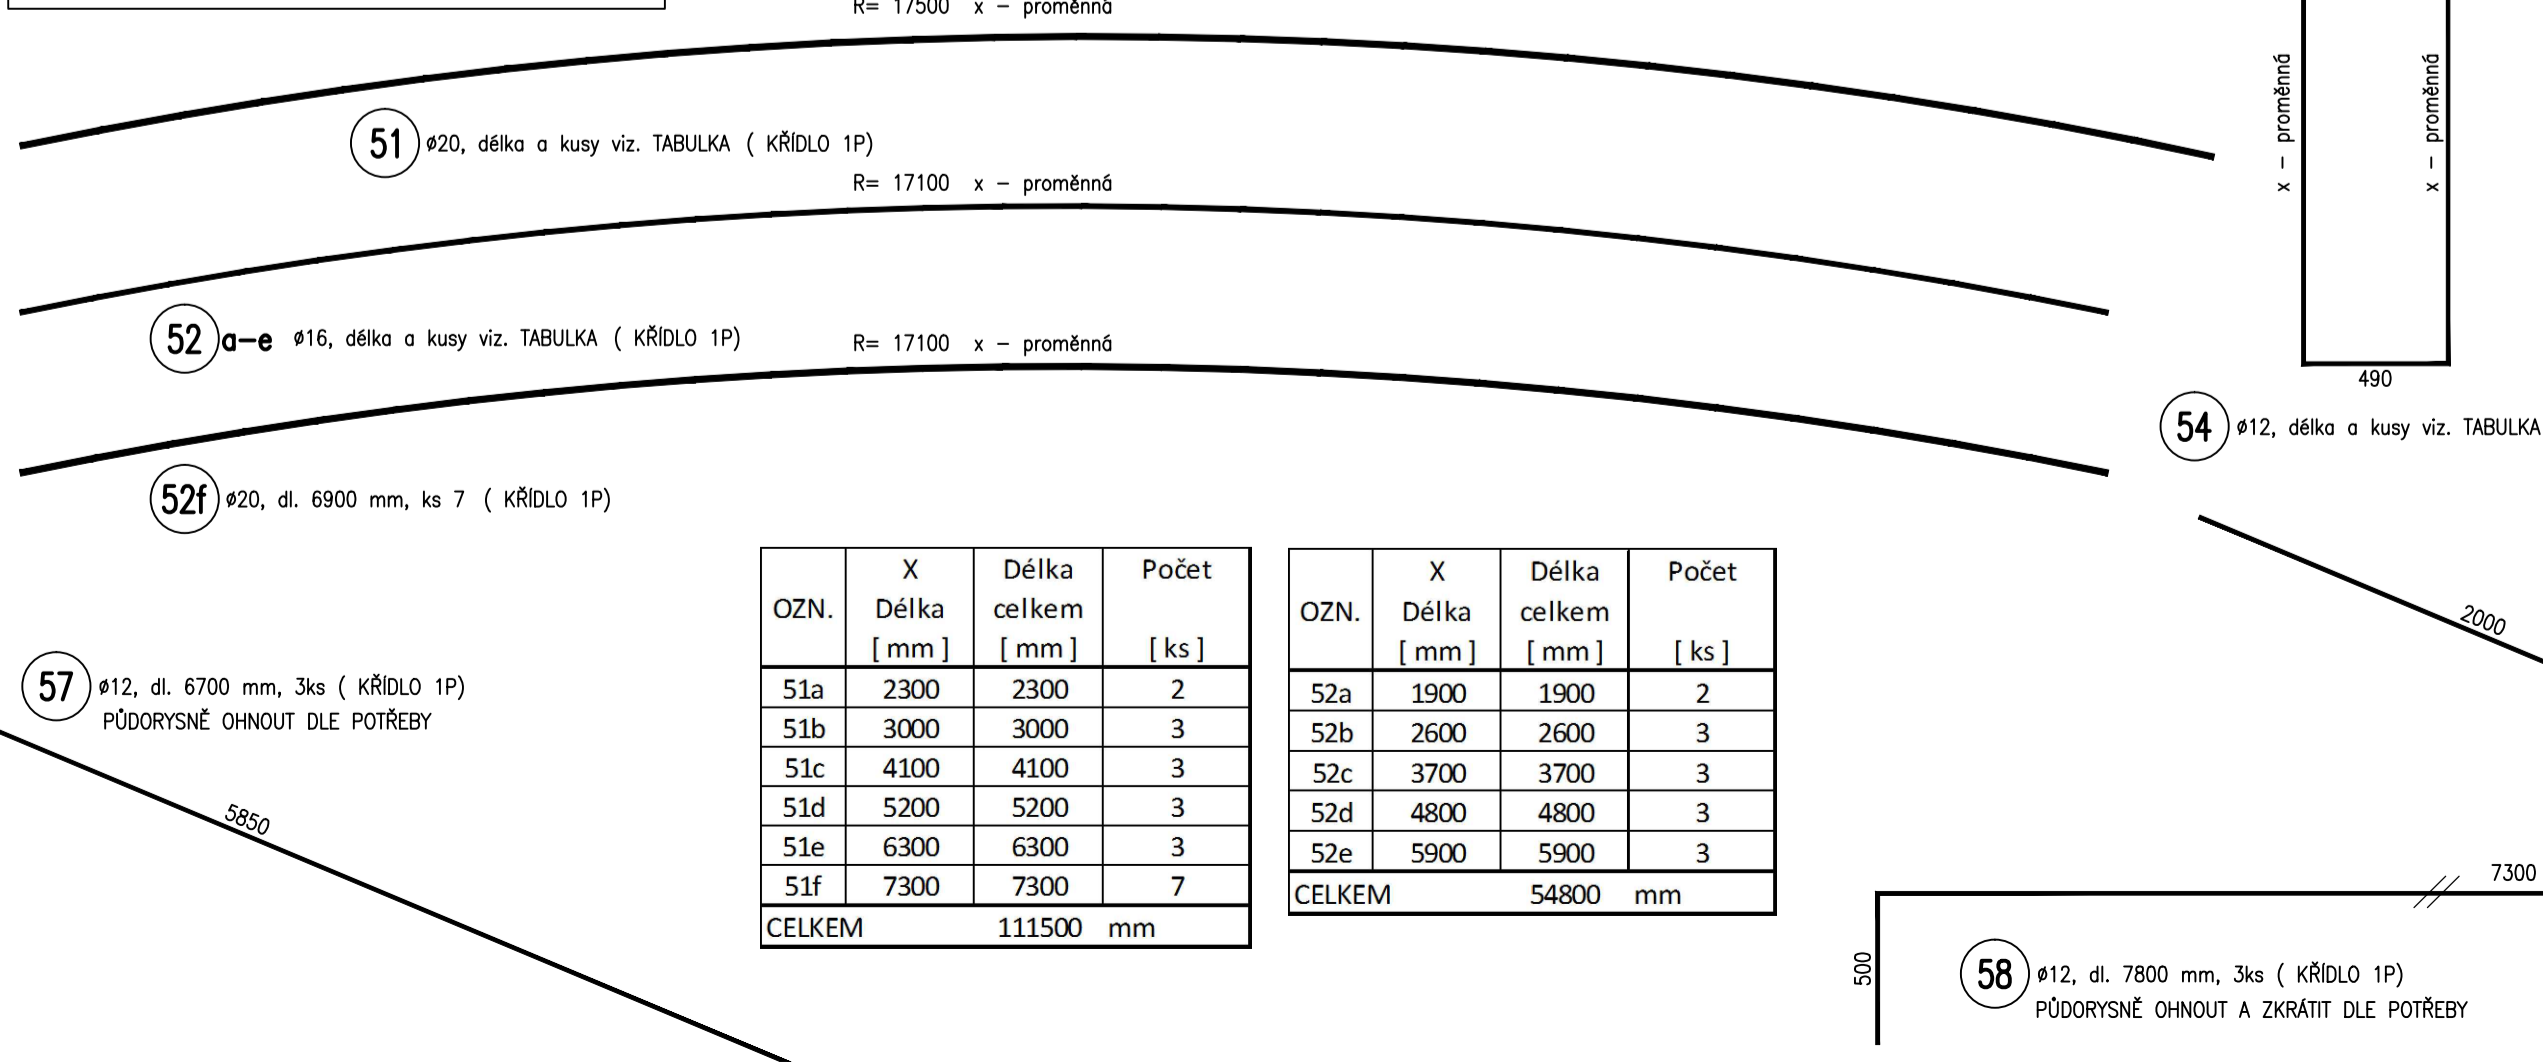 R= 17500 x – proměnná
51 ø20, délka a kusy viz. TABULKA ( KŘÍDLO 1P)
R= 17100 x – proměnná
52 a–e ø16, délka a kusy viz. TABULKA ( KŘÍDLO 1P)
R= 17100 x – proměnná
52f ø20, dl. 6900 mm, ks 7 ( KŘÍDLO 1P)
x – proměnná
x – proměnná
490
54 ø12, délka a kusy viz. TABULKA
2000
57 ø12, dl. 6700 mm, 3ks ( KŘÍDLO 1P)
PŮDORYSNĚ OHNOUT DLE POTŘEBY
5850
OZN. X Délka [ mm ] Délka celkem [ mm ] Počet [ ks ]
51a 2300 2300 2
51b 3000 3000 3
51c 4100 4100 3
51d 5200 5200 3
51e 6300 6300 3
51f 7300 7300 7
CELKEM 111500 mm
OZN. X Délka [ mm ] Délka celkem [ mm ] Počet [ ks ]
52a 1900 1900 2
52b 2600 2600 3
52c 3700 3700 3
52d 4800 4800 3
52e 5900 5900 3
CELKEM 54800 mm
7300
500
58 ø12, dl. 7800 mm, 3ks ( KŘÍDLO 1P)
PŮDORYSNĚ OHNOUT A ZKRÁTIT DLE POTŘEBY